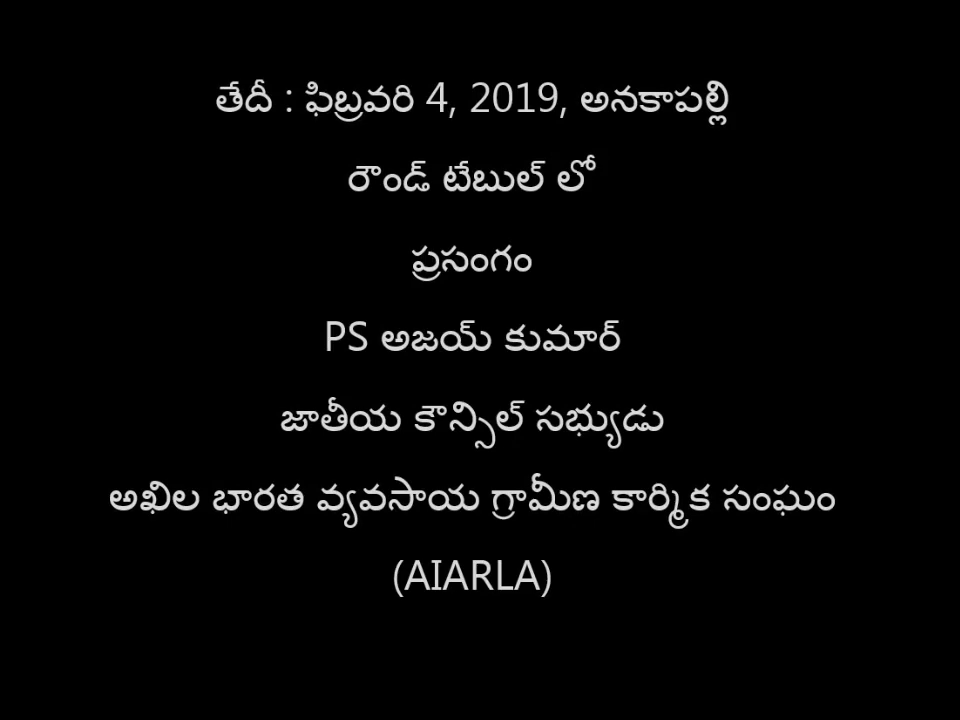 తేదీ : ఫిబ్రవరి 4, 2019, అనకాపల్లి
రౌండ్ టేబుల్ లో
ప్రసంగం
PS అజయ్ కుమార్
జాతీయ కౌన్సిల్ సభ్యుడు
అఖిల భారత వ్యవసాయ గ్రామీణ కార్మిక సంఘం
(AIARLA)